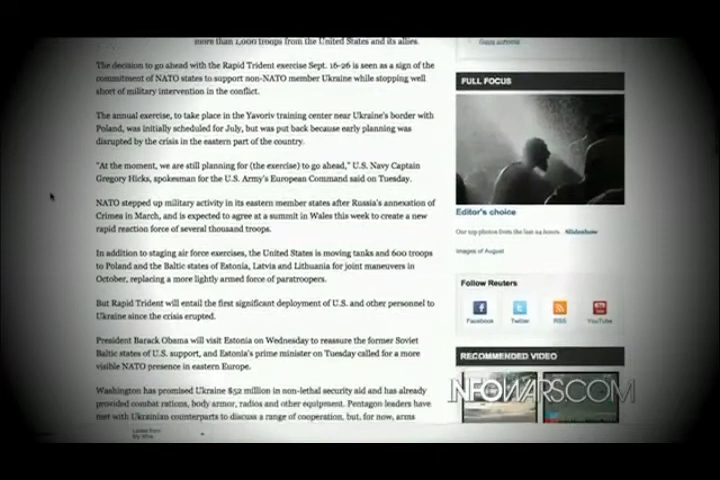 more than 1,000 troops from the United States and its allies.
The decision to go ahead with the Rapid Trident exercise Sept. 16-26 is seen as a sign of the
commitment of NATO states to support non-NATO member Ukraine while stopping well
short of military intervention in the conflict.
The annual exercise, to take place in the Yavoriv training center near Ukraine's border with
Poland, was initially scheduled for July, but was put back because early planning was
disrupted by the crisis in the eastern part of the country.
"At the moment, we are still planning for (the exercise) to go ahead," U.S. Navy Captain
Gregory Hicks, spokesman for the U.S. Army's European Command said on Tuesday.
NATO stepped up military activity in its eastern member states after Russia's annexation of
Crimea in March, and is expected to agree at a summit in Wales this week to create a new
rapid reaction force of several thousand troops.
In addition to staging air force exercises, the United States is moving tanks and 600 troops
to Poland and the Baltic states of Estonia, Latvia and Lithuania for joint maneuvers in
October, replacing a more lightly armed force of paratroopers.
But Rapid Trident will entail the first significant deployment of U.S. and other personnel to
Ukraine since the crisis erupted.
President Barack Obama will visit Estonia on Wednesday to reassure the former Soviet
Baltic states of U.S. support, and Estonia's prime minister on Tuesday called for a more
visible NATO presence in eastern Europe.
Washington has promised Ukraine $52 million in non-lethal security aid and has already
provided combat rations, body armor, radios and other equipment. Pentagon leaders have
met with Ukrainian counterparts to discuss a range of cooperation, but, for now, arms
FULL FOCUS
Editor's choice
Our top photos from the last 24 hours. Slideshow
Images of August
Follow Reuters
Facebook Twitter RSS YouTube
RECOMMENDED VIDEO
INFOWARS.COM